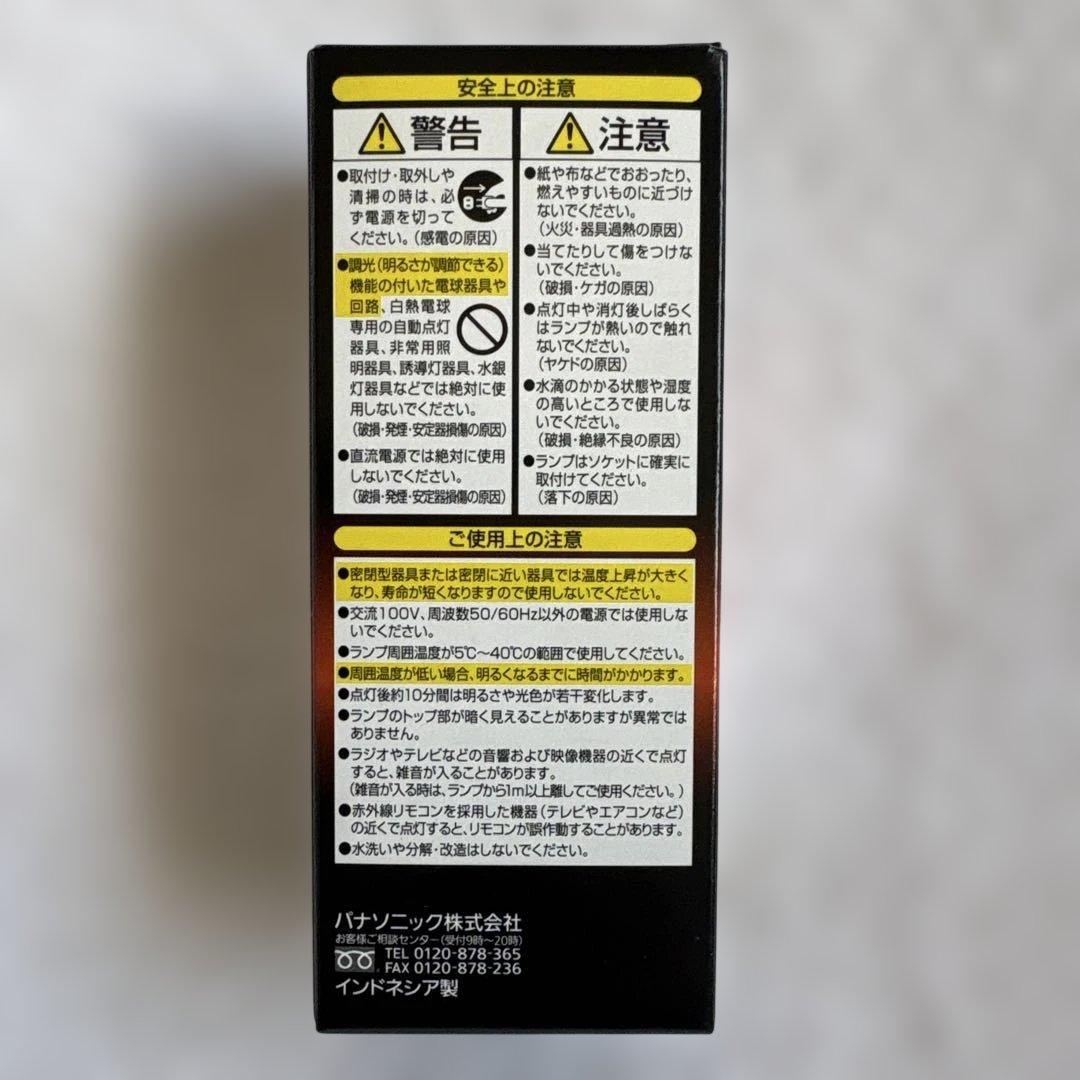 安全上の注意
警告
●取付け・取外しや
清掃の時は、必
ず電源を切って
ください。(感電の原因)
●調光(明るさが調節できる)
機能の付いた電球器具や
回路、白熱電球
専用の自動点灯
器具、非常用照
明器具、誘導灯器具、水銀
灯器具などでは絶対に使
用しないでください。
(破損・発煙・安定器損傷の原因)
●直流電源では絶対に使用
しないでください。
(破損・発煙・安定器損傷の原因)
注意
●紙や布などでおおったり、
燃えやすいものに近づけ
ないでください。
(火災・器具過熱の原因)
●当てたりして傷をつけな
いでください。
(破損・ケガの原因)
●点灯中や消灯後しばらく
はランプが熱いので触れ
ないでください。
(ヤケドの原因)
●水滴のかかる状態や湿度
の高いところで使用しな
いでください。
(破損・絶縁不良の原因)
●ランプはソケットに確実に
取付けてください。
(落下の原因)
ご使用上の注意
●密閉型器具または密閉に近い器具では温度上昇が大きく
なり、寿命が短くなりますので使用しないでください。
●交流100V、周波数50/60Hz以外の電源では使用しな
いでください。
●ランプ周囲温度が5℃〜40℃の範囲で使用してください。
●周囲温度が低い場合、明るくなるまでに時間がかかります。
●点灯後約10分間は明るさや光色が若干変化します。
●ランプのトップ部が暗く見えることがありますが異常では
ありません。
●ラジオやテレビなどの音響および映像機器の近くで点灯
すると、雑音が入ることがあります。
(雑音が入る時は、ランプから1m以上離してご使用ください。)
●赤外線リモコンを採用した機器(テレビやエアコンなど)
の近くで点灯すると、リモコンが誤作動することがあります。
●水洗いや分解・改造はしないでください。
パナソニック株式会社
お客様ご相談センター(受付9時〜20時)
TEL 0120-878-365
FAX 0120-878-236
インドネシア製